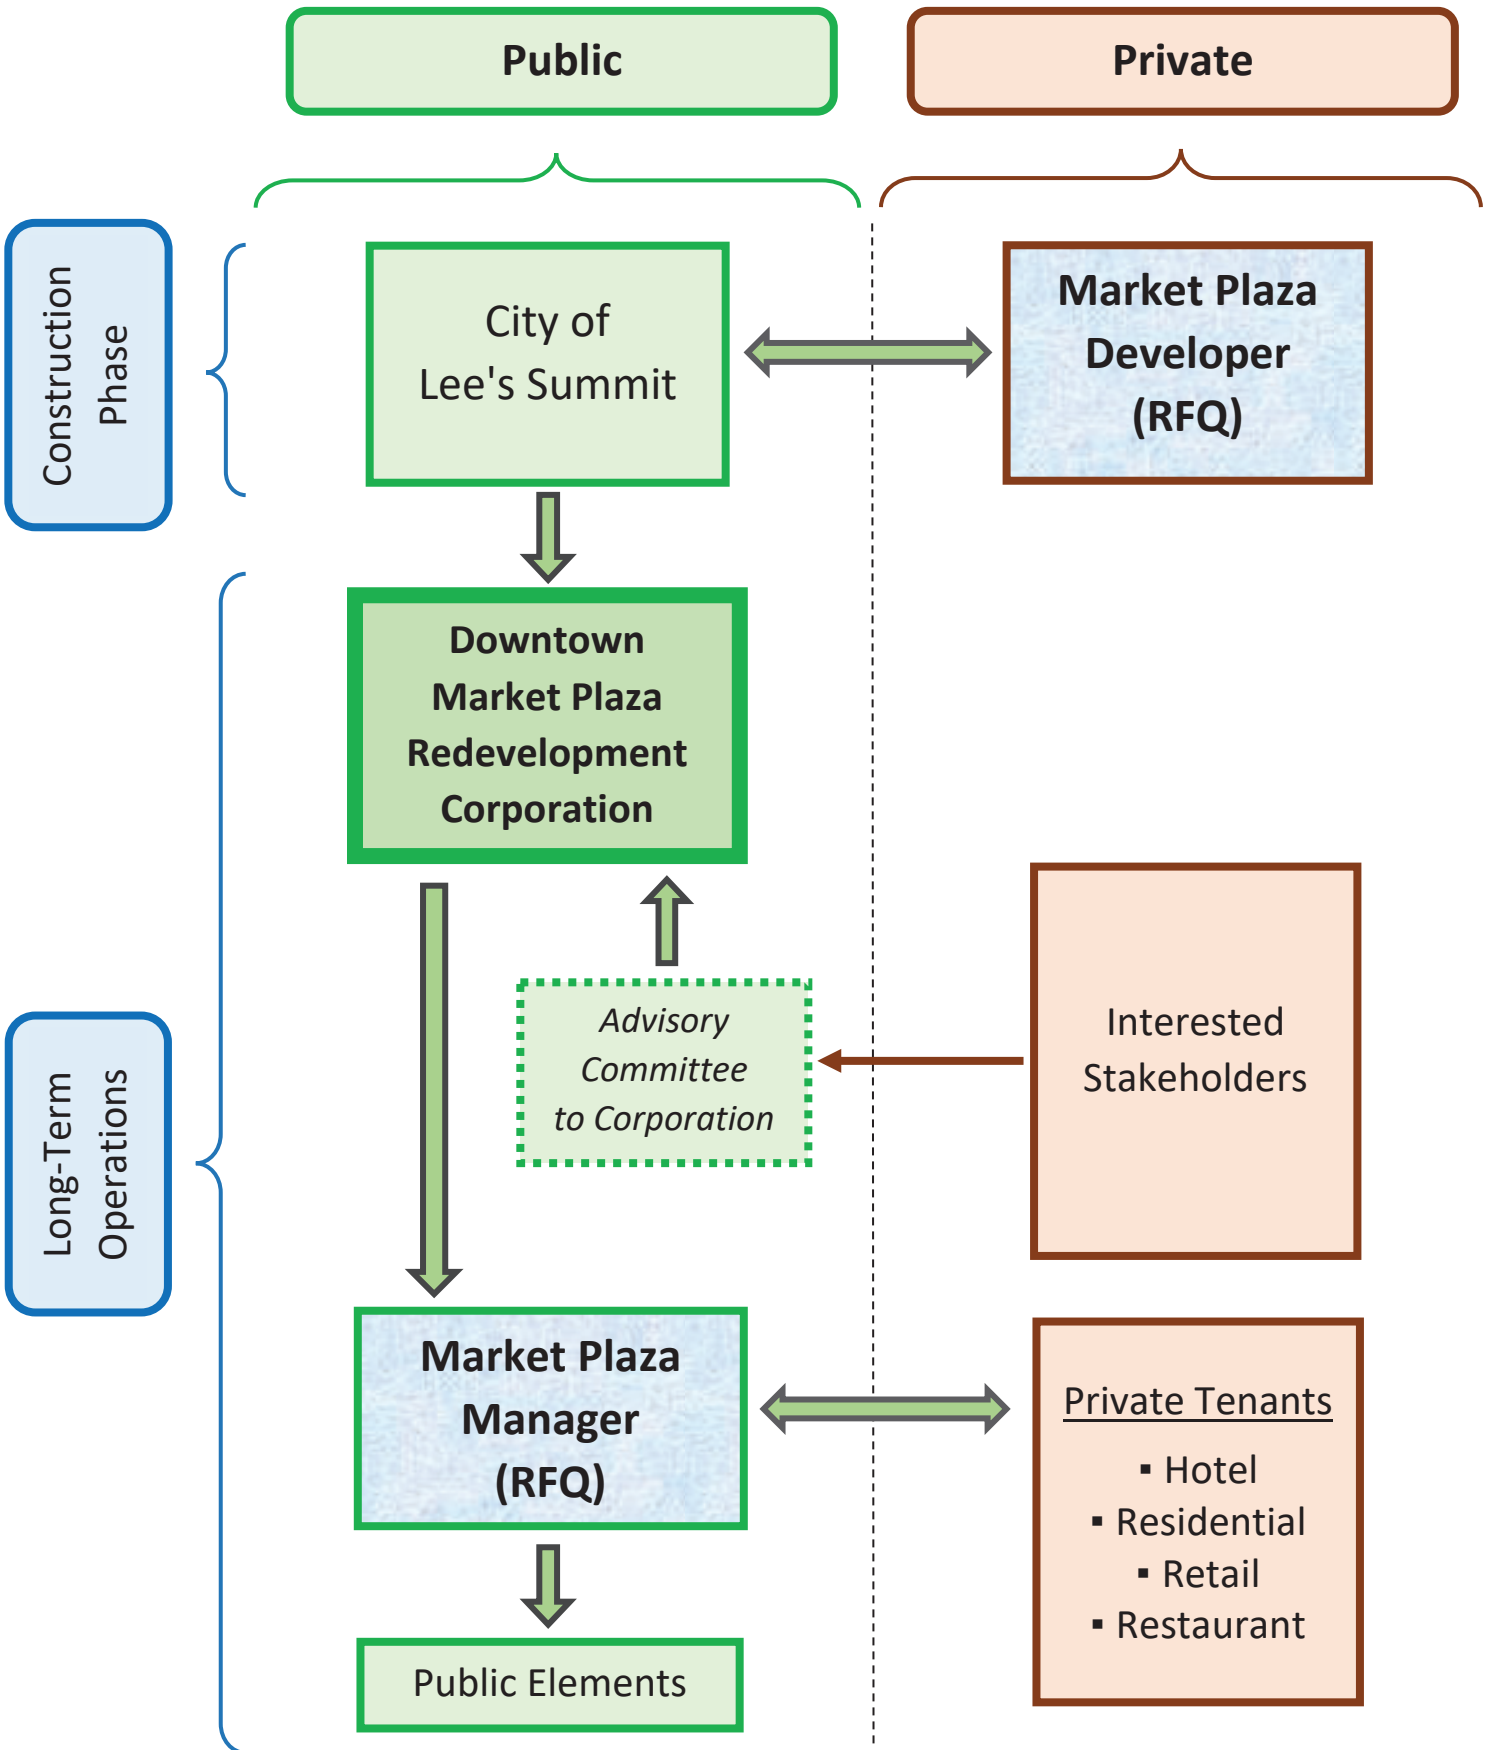 Public
Private
Construction
Phase
City of
Lee's Summit
Market Plaza
Developer
(RFQ)
Downtown
Market Plaza
Redevelopment
Corporation
Long-Term
Operations
Advisory
Committee
to Corporation
Interested
Stakeholders
Market Plaza
Manager
(RFQ)
Private Tenants
▪ Hotel
▪ Residential
▪ Retail
▪ Restaurant
Public Elements